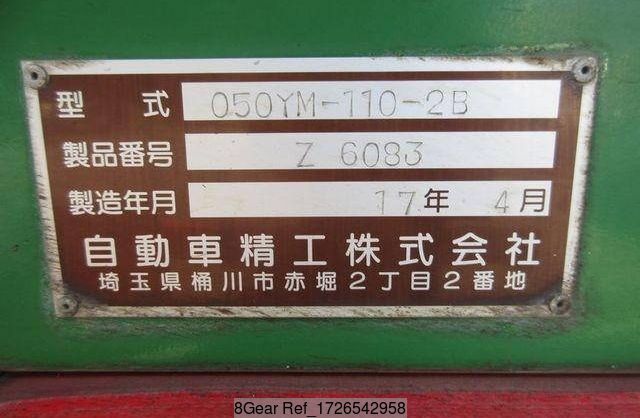 型式 050YM-110-2B
製品番号 Z 6083
製造年月 17年 4月
自動車精工株式会社
埼玉県桶川市赤堀2丁目2番地
8Gear Ref_1726542958